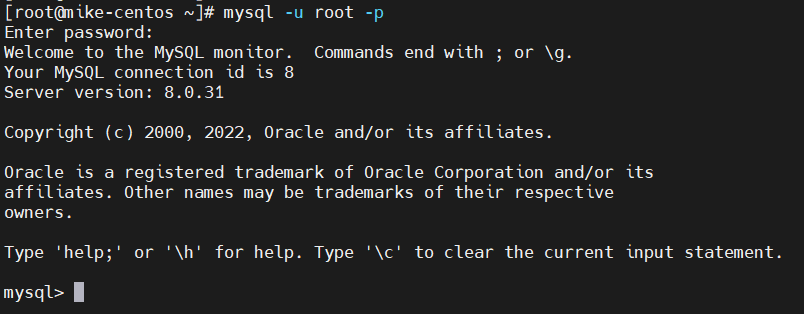 [root@mike-centos ~]# mysql -u root -p
Enter password:
Welcome to the MySQL monitor.  Commands end with ; or \g.
Your MySQL connection id is 8
Server version: 8.0.31
Copyright (c) 2000, 2022, Oracle and/or its affiliates.
Oracle is a registered trademark of Oracle Corporation and/or its
affiliates. Other names may be trademarks of their respective
owners.
Type 'help;' or '\h' for help. Type '\c' to clear the current input statement.
mysql>